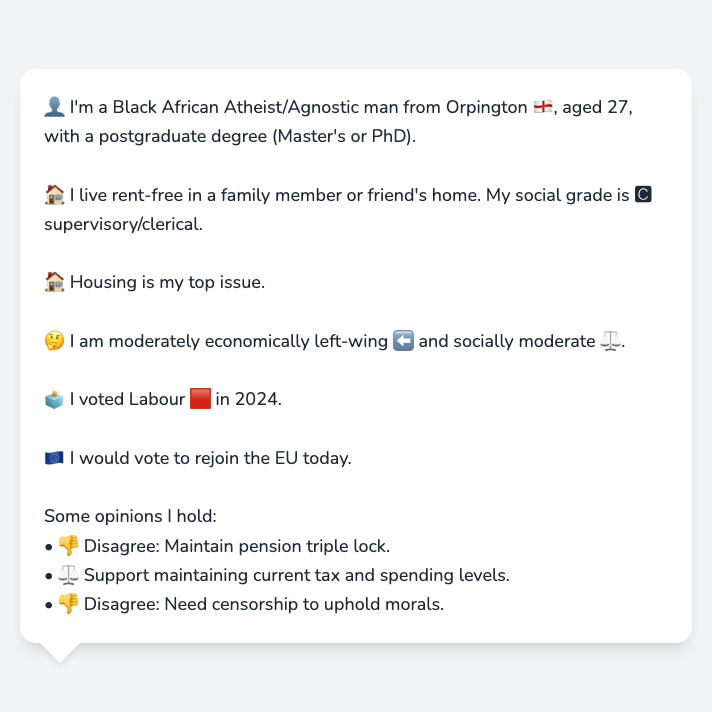 👤 I'm a Black African Atheist/Agnostic man from Orpington 🏴󠁧󠁢󠁥󠁮󠁧󠁿, aged 27,
with a postgraduate degree (Master's or PhD).
🏠 I live rent-free in a family member or friend's home. My social grade is 🅲
supervisory/clerical.
🏠 Housing is my top issue.
🤔 I am moderately economically left-wing ⬅️ and socially moderate ⚖️.
🗳️ I voted Labour 🟥 in 2024.
🇪🇺 I would vote to rejoin the EU today.
Some opinions I hold:
• 👎 Disagree: Maintain pension triple lock.
• ⚖️ Support maintaining current tax and spending levels.
• 👎 Disagree: Need censorship to uphold morals.